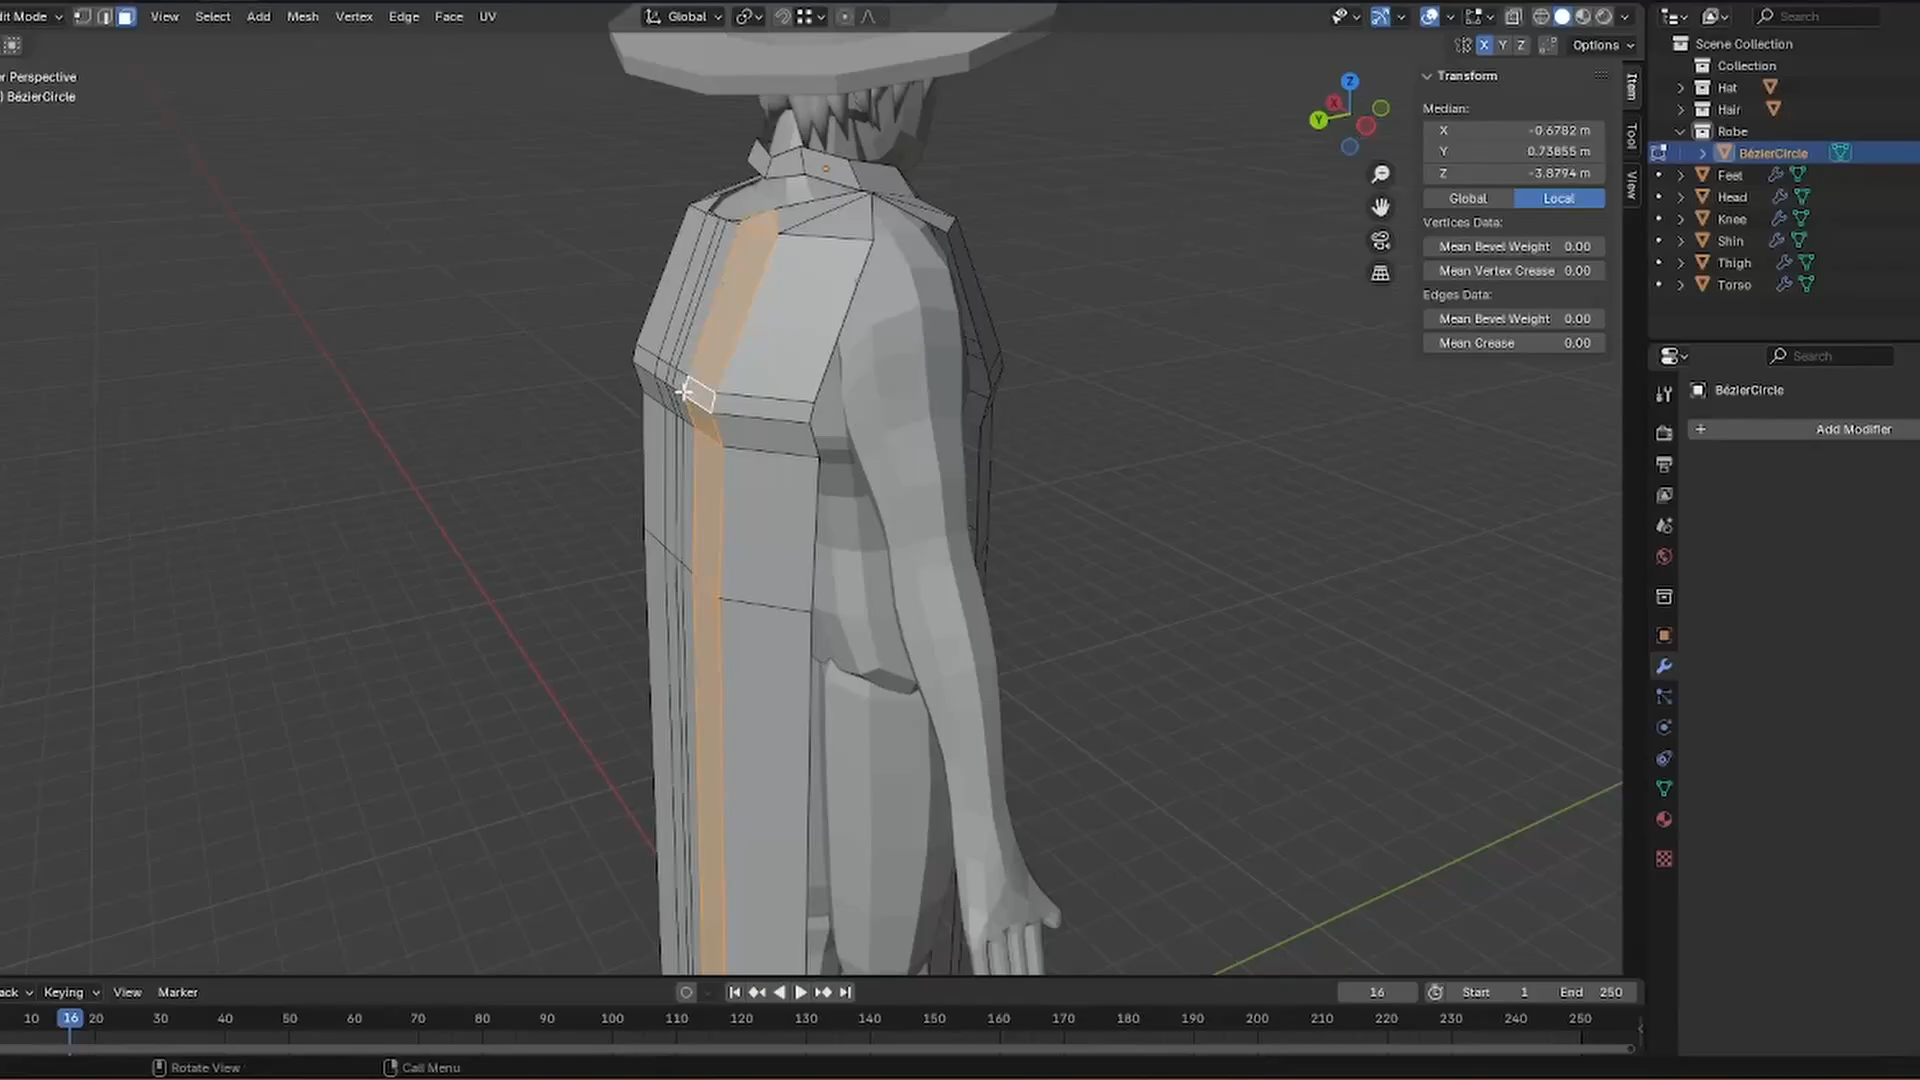 dit Mode View Select Add Mesh Vertex Edge Face UV Global Search
X Y Z Options
Scene Collection
er Perspective
) BézierCircle
Collection
Hat
Hair
Robe
BézierCircle
Feet
Head
Knee
Shin
Thigh
Torso
Z
X
Y
Transform
Median:
X -0.6782 m
Y 0.73855 m
Z -3.8794 m
Global Local
Vertices Data:
Mean Bevel Weight 0.00
Mean Vertex Crease 0.00
Edges Data:
Mean Bevel Weight 0.00
Mean Crease 0.00
Item
Tool
View
Search
BézierCircle
+ Add Modifier
ack Keying View Marker 16 Start 1 End 250
10 16 20 30 40 50 60 70 80 90 100 110 120 130 140 150 160 170 180 190 200 210 220 230 240 250
Rotate View Call Menu